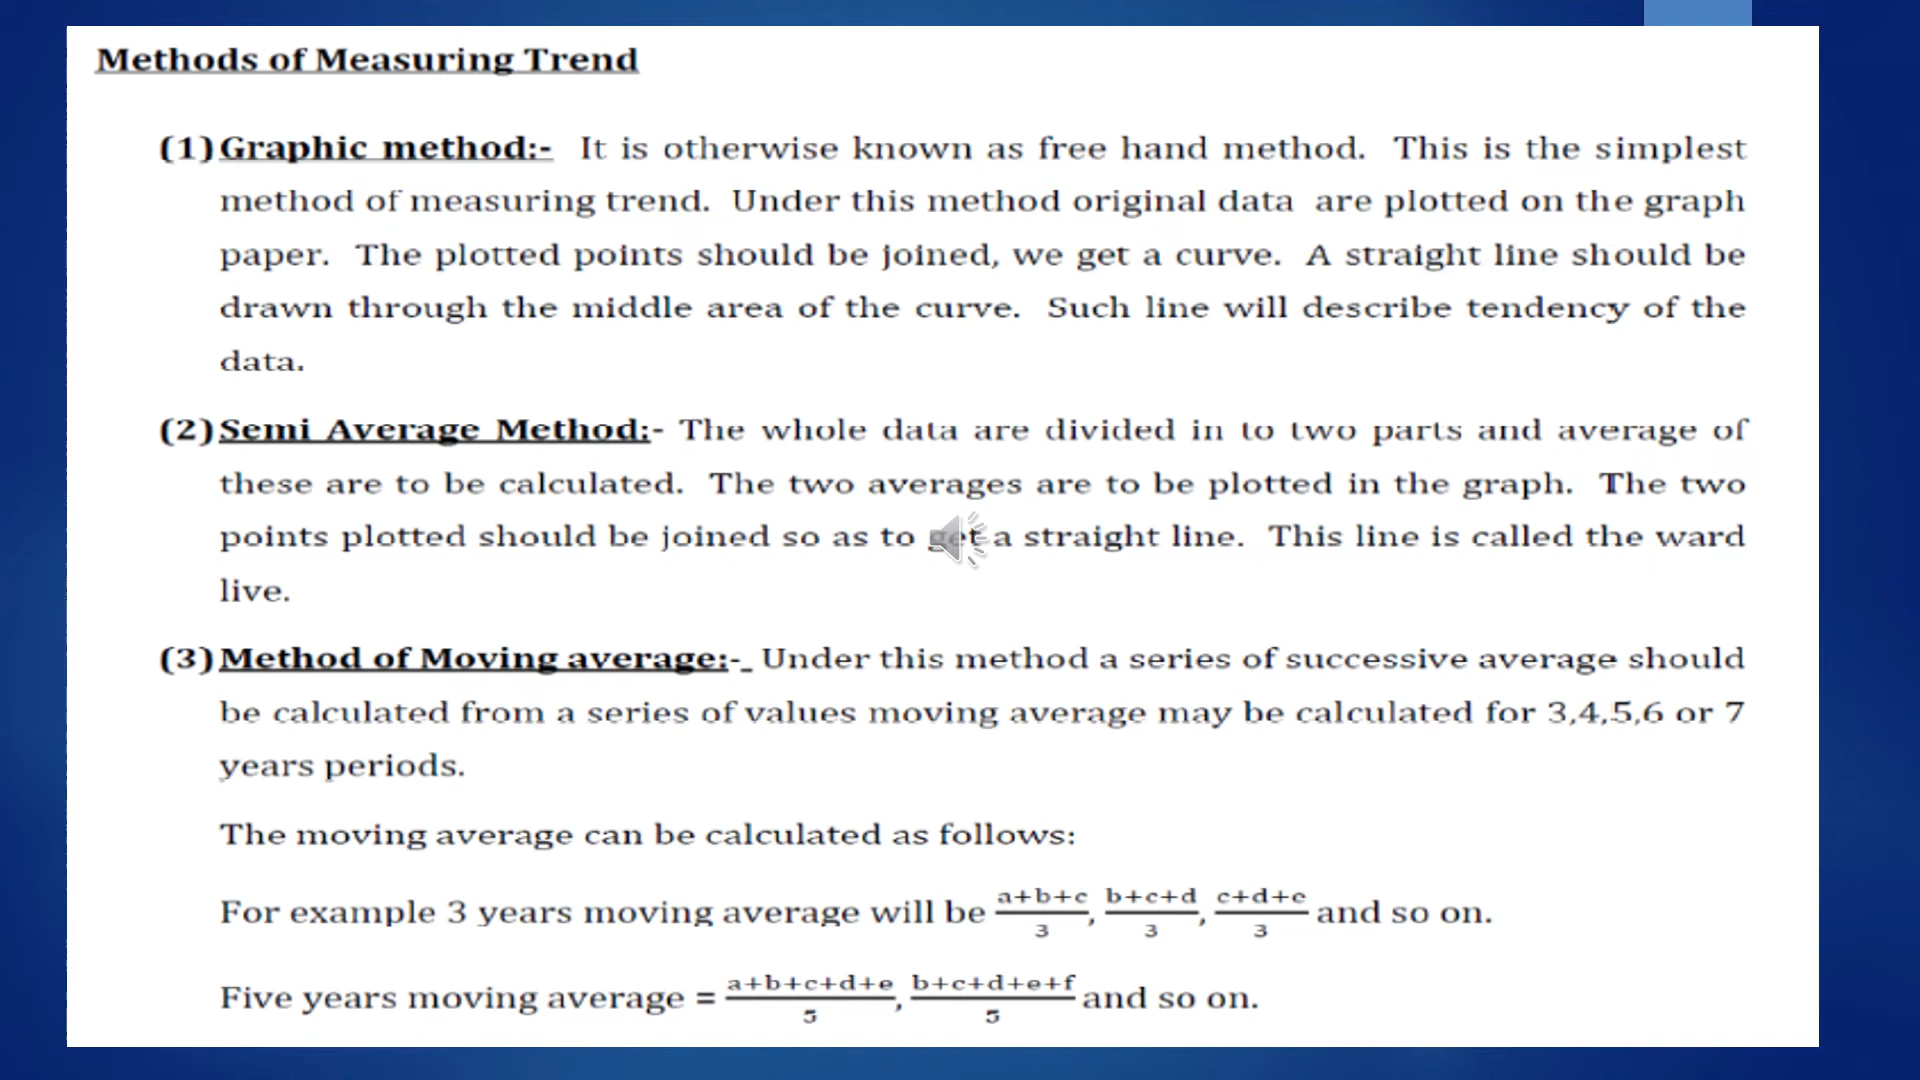 Methods of Measuring Trend
(1) Graphic method:- It is otherwise known as free hand method. This is the simplest
method of measuring trend. Under this method original data are plotted on the graph
paper. The plotted points should be joined, we get a curve. A straight line should be
drawn through the middle area of the curve. Such line will describe tendency of the
data.
(2) Semi Average Method:- The whole data are divided in to two parts and average of
these are to be calculated. The two averages are to be plotted in the graph. The two
points plotted should be joined so as to get a straight line. This line is called the ward
live.
(3) Method of Moving average:-_ Under this method a series of successive average should
be calculated from a series of values moving average may be calculated for 3,4,5,6 or 7
years periods.
The moving average can be calculated as follows:
For example 3 years moving average will be a+b+c/3, b+c+d/3, c+d+e/3 and so on.
Five years moving average = a+b+c+d+e/5, b+c+d+e+f/5 and so on.